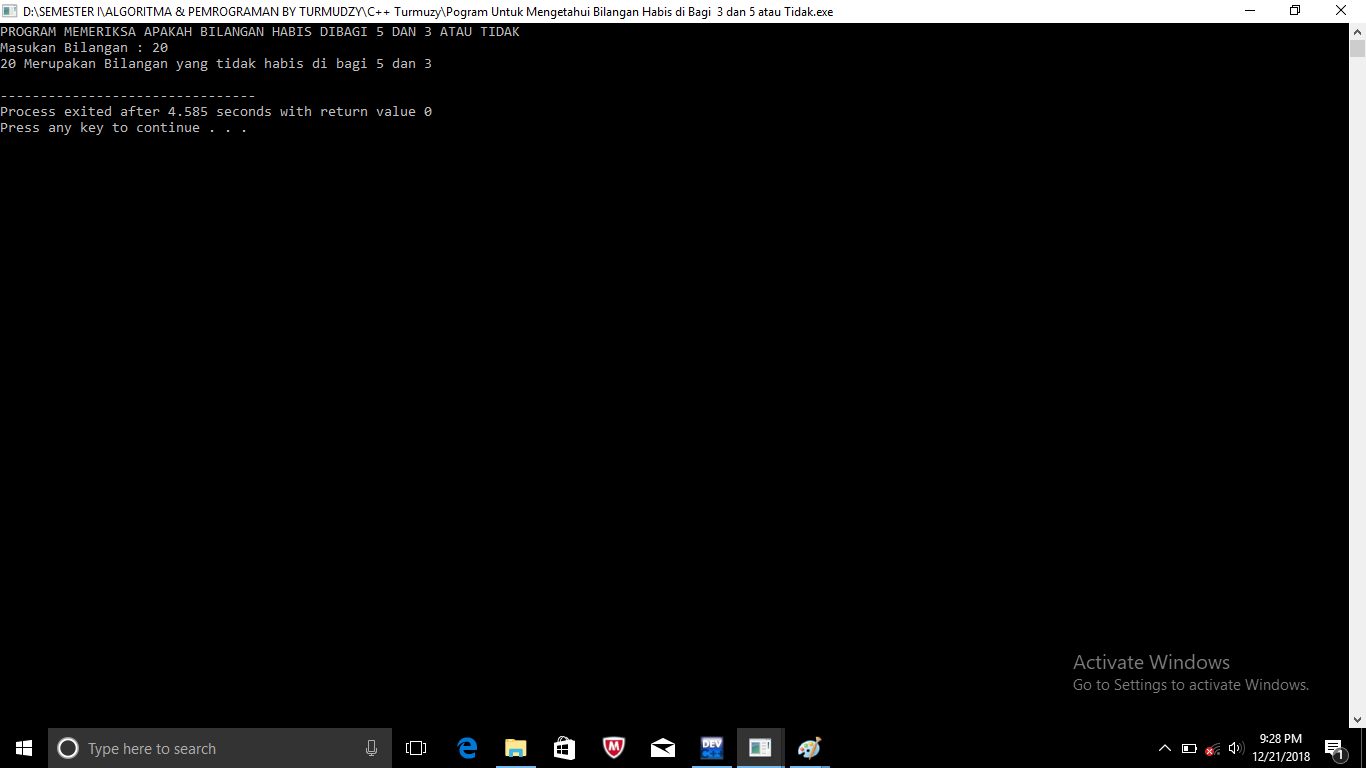 D:\SEMESTER I\ALGORITMA & PEMROGRAMAN BY TURMUDZY\C++ Turmuzy\Pogram Untuk Mengetahui Bilangan Habis di Bagi  3 dan 5 atau Tidak.exe
PROGRAM MEMERIKSA APAKAH BILANGAN HABIS DIBAGI 5 DAN 3 ATAU TIDAK
Masukan Bilangan : 20
20 Merupakan Bilangan yang tidak habis di bagi 5 dan 3
--------------------------------
Process exited after 4.585 seconds with return value 0
Press any key to continue . . .
Activate Windows
Go to Settings to activate Windows.
Type here to search
DEV
C++
9:28 PM
12/21/2018
1